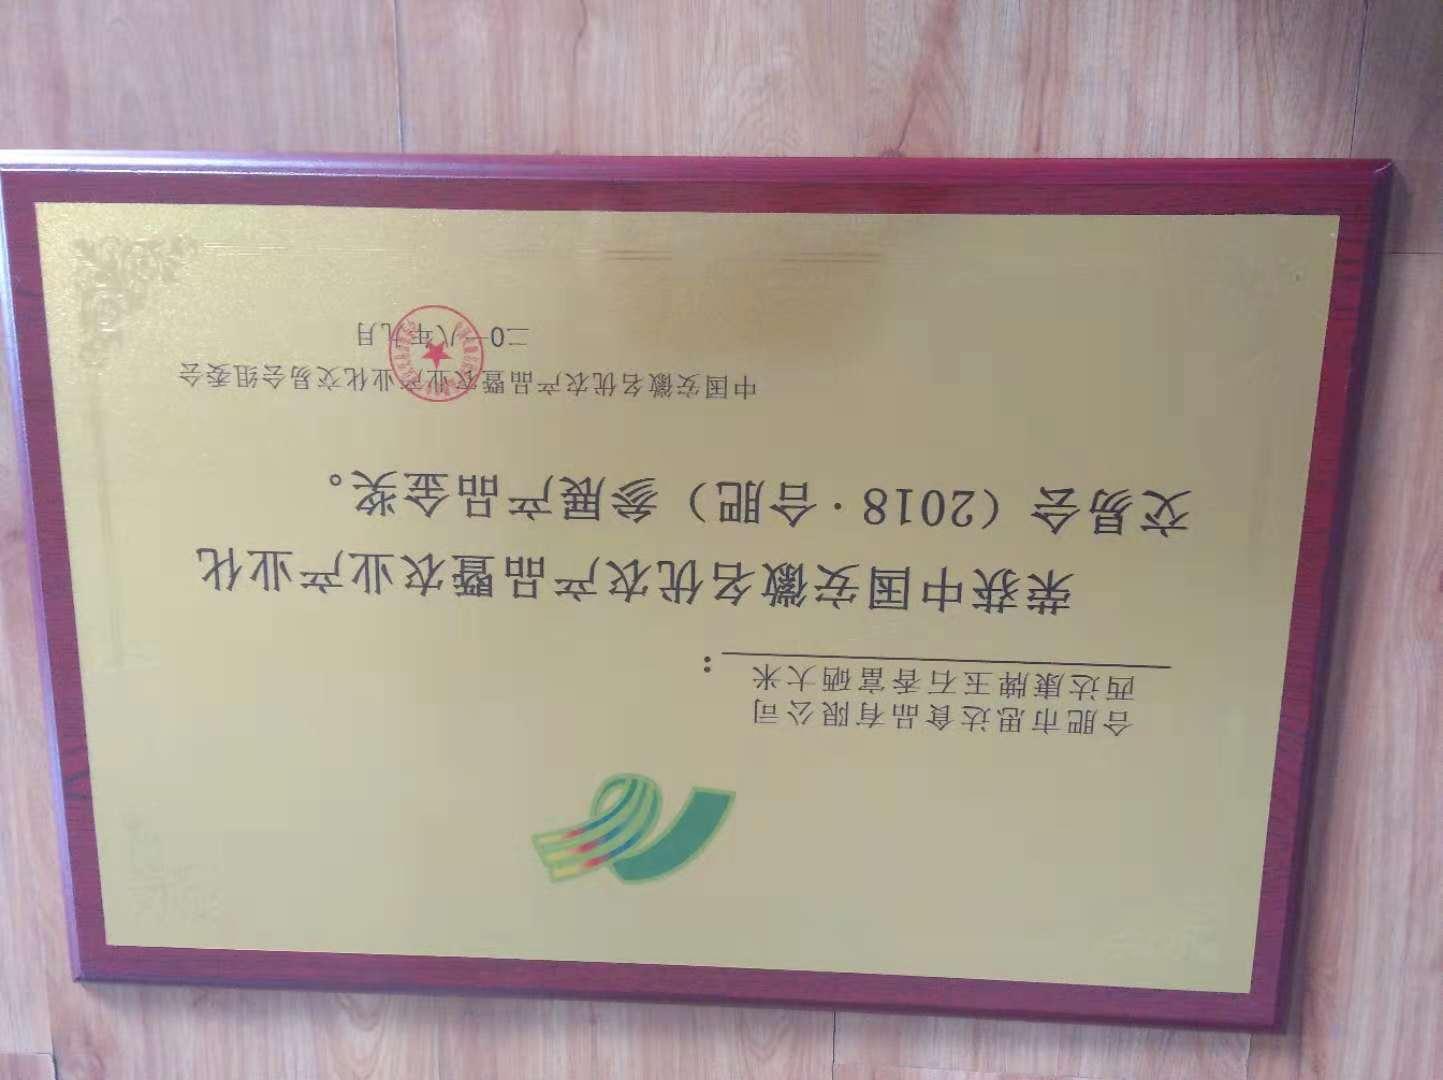 合肥市思达食品有限公司
西达康牌玉石香富硒大米：
荣获中国安徽名优农产品暨农业产业化
交易会（2018·合肥）参展产品金奖。
中国安徽名优农产品暨农业产业化交易会组委会
二0一八年九月